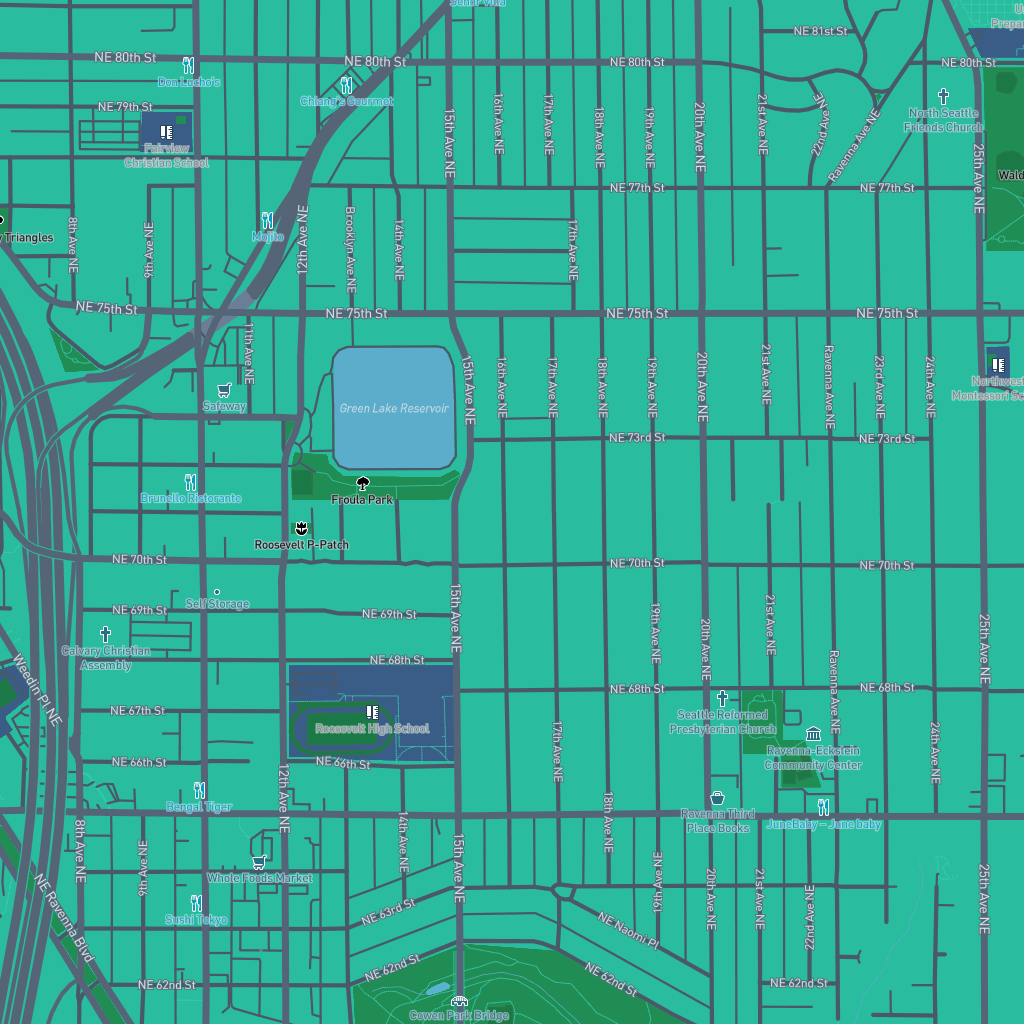 Senor Villa
NE 81st St
NE 80th St
NE 80th St
NE 80th St
NE 80th St
Don Lucho's
Chiang's Gourmet
NE 79th St
Fairview
Christian School
15th Ave NE
16th Ave NE
17th Ave NE
18th Ave NE
19th Ave NE
20th Ave NE
21st Ave NE
22nd Ave NE
Ravenna Ave NE
North Seattle
Friends Church
25th Ave NE
NE 77th St
NE 77th St
8th Ave NE
9th Ave NE
Mojito
12th Ave NE
Brooklyn Ave NE
14th Ave NE
17th Ave NE
Triangles
NE 75th St
NE 75th St
NE 75th St
NE 75th St
11th Ave NE
Safeway
Green Lake Reservoir
15th Ave NE
16th Ave NE
17th Ave NE
18th Ave NE
19th Ave NE
20th Ave NE
21st Ave NE
Ravenna Ave NE
23rd Ave NE
24th Ave NE
Northwest
NE 73rd St
NE 73rd St
Brunello Ristorante
Froula Park
Roosevelt P-Patch
NE 70th St
NE 70th St
NE 70th St
Self Storage
NE 69th St
NE 69th St
Calvary Christian
Assembly
15th Ave NE
19th Ave NE
20th Ave NE
21st Ave NE
Ravenna Ave NE
25th Ave NE
Weedin Pl NE
NE 68th St
NE 68th St
NE 68th St
NE 67th St
Roosevelt High School
Seattle Reformed
Presbyterian Church
Ravenna-Eckstein
Community Center
17th Ave NE
24th Ave NE
NE 66th St
NE 66th St
12th Ave NE
Bengal Tiger
18th Ave NE
Ravenna Third
Place Books
JuneBaby – June baby
8th Ave NE
9th Ave NE
14th Ave NE
15th Ave NE
Whole Foods Market
19th Ave NE
20th Ave NE
21st Ave NE
22nd Ave NE
25th Ave NE
NE Ravenna Blvd
Sushi Tokyo
NE 63rd St
NE Naomi Pl
NE 62nd St
NE 62nd St
NE 62nd St
NE 62nd St
Cowen Park Bridge